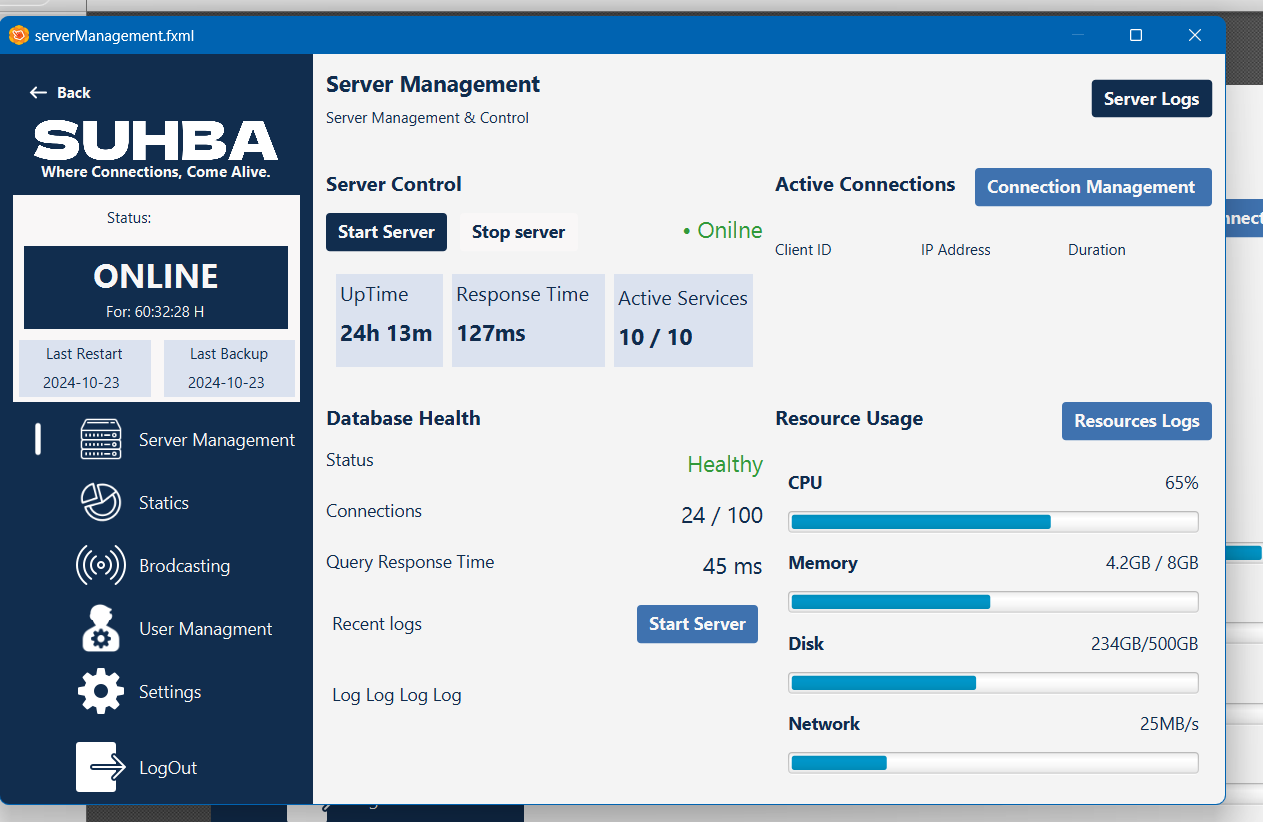 serverManagement.fxml
Back
SUHBA
Where Connections, Come Alive.
Status:
ONLINE
For: 60:32:28 H
Last Restart
2024-10-23
Last Backup
2024-10-23
Server Management
Statics
Brodcasting
User Managment
Settings
LogOut
Server Management
Server Management & Control
Server Logs
Server Control
Start Server
Stop server
• Onilne
UpTime
24h 13m
Response Time
127ms
Active Services
10 / 10
Active Connections
Connection Management
Client ID
IP Address
Duration
Database Health
Status
Healthy
Connections
24 / 100
Query Response Time
45 ms
Recent logs
Start Server
Log Log Log Log
Resource Usage
Resources Logs
CPU
65%
Memory
4.2GB / 8GB
Disk
234GB/500GB
Network
25MB/s